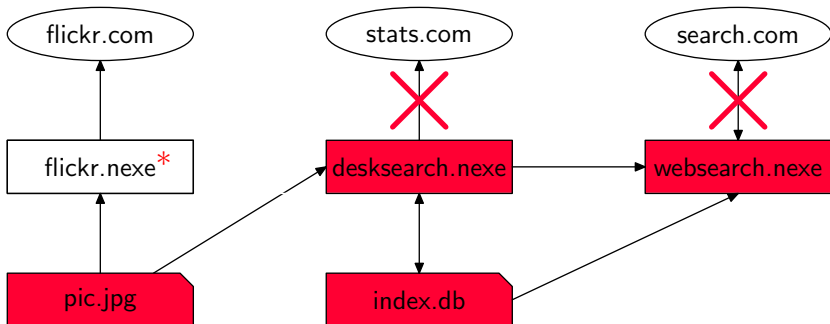 flickr.com
stats.com
search.com
flickr.nexe*
desksearch.nexe
websearch.nexe
pic.jpg
index.db